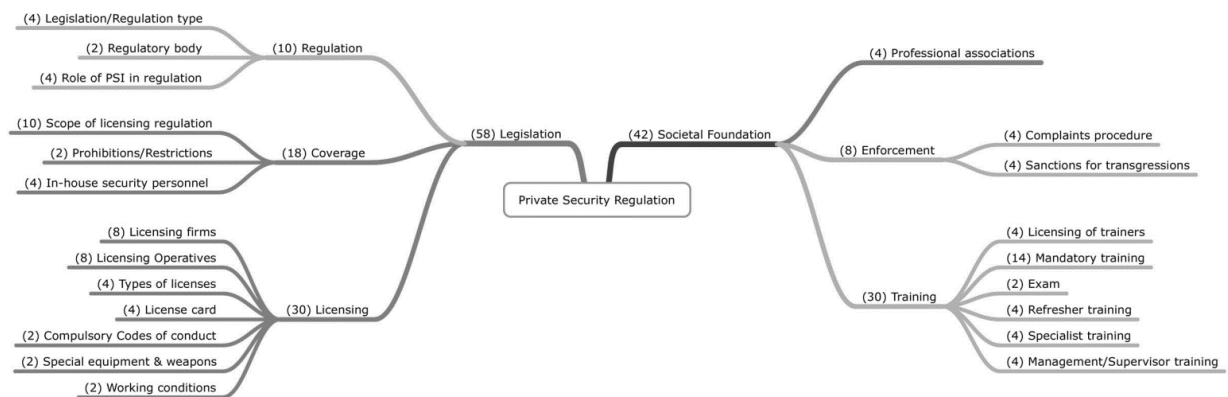 (4) Legislation/Regulation type
(2) Regulatory body
(4) Role of PSI in regulation
(10) Regulation
(10) Scope of licensing regulation
(2) Prohibitions/Restrictions
(4) In-house security personnel
(18) Coverage
(8) Licensing firms
(8) Licensing Operatives
(4) Types of licenses
(4) License card
(2) Compulsory Codes of conduct
(2) Special equipment & weapons
(2) Working conditions
(30) Licensing
(58) Legislation
Private Security Regulation
(42) Societal Foundation
(4) Professional associations
(8) Enforcement
(4) Complaints procedure
(4) Sanctions for transgressions
(30) Training
(4) Licensing of trainers
(14) Mandatory training
(2) Exam
(4) Refresher training
(4) Specialist training
(4) Management/Supervisor training